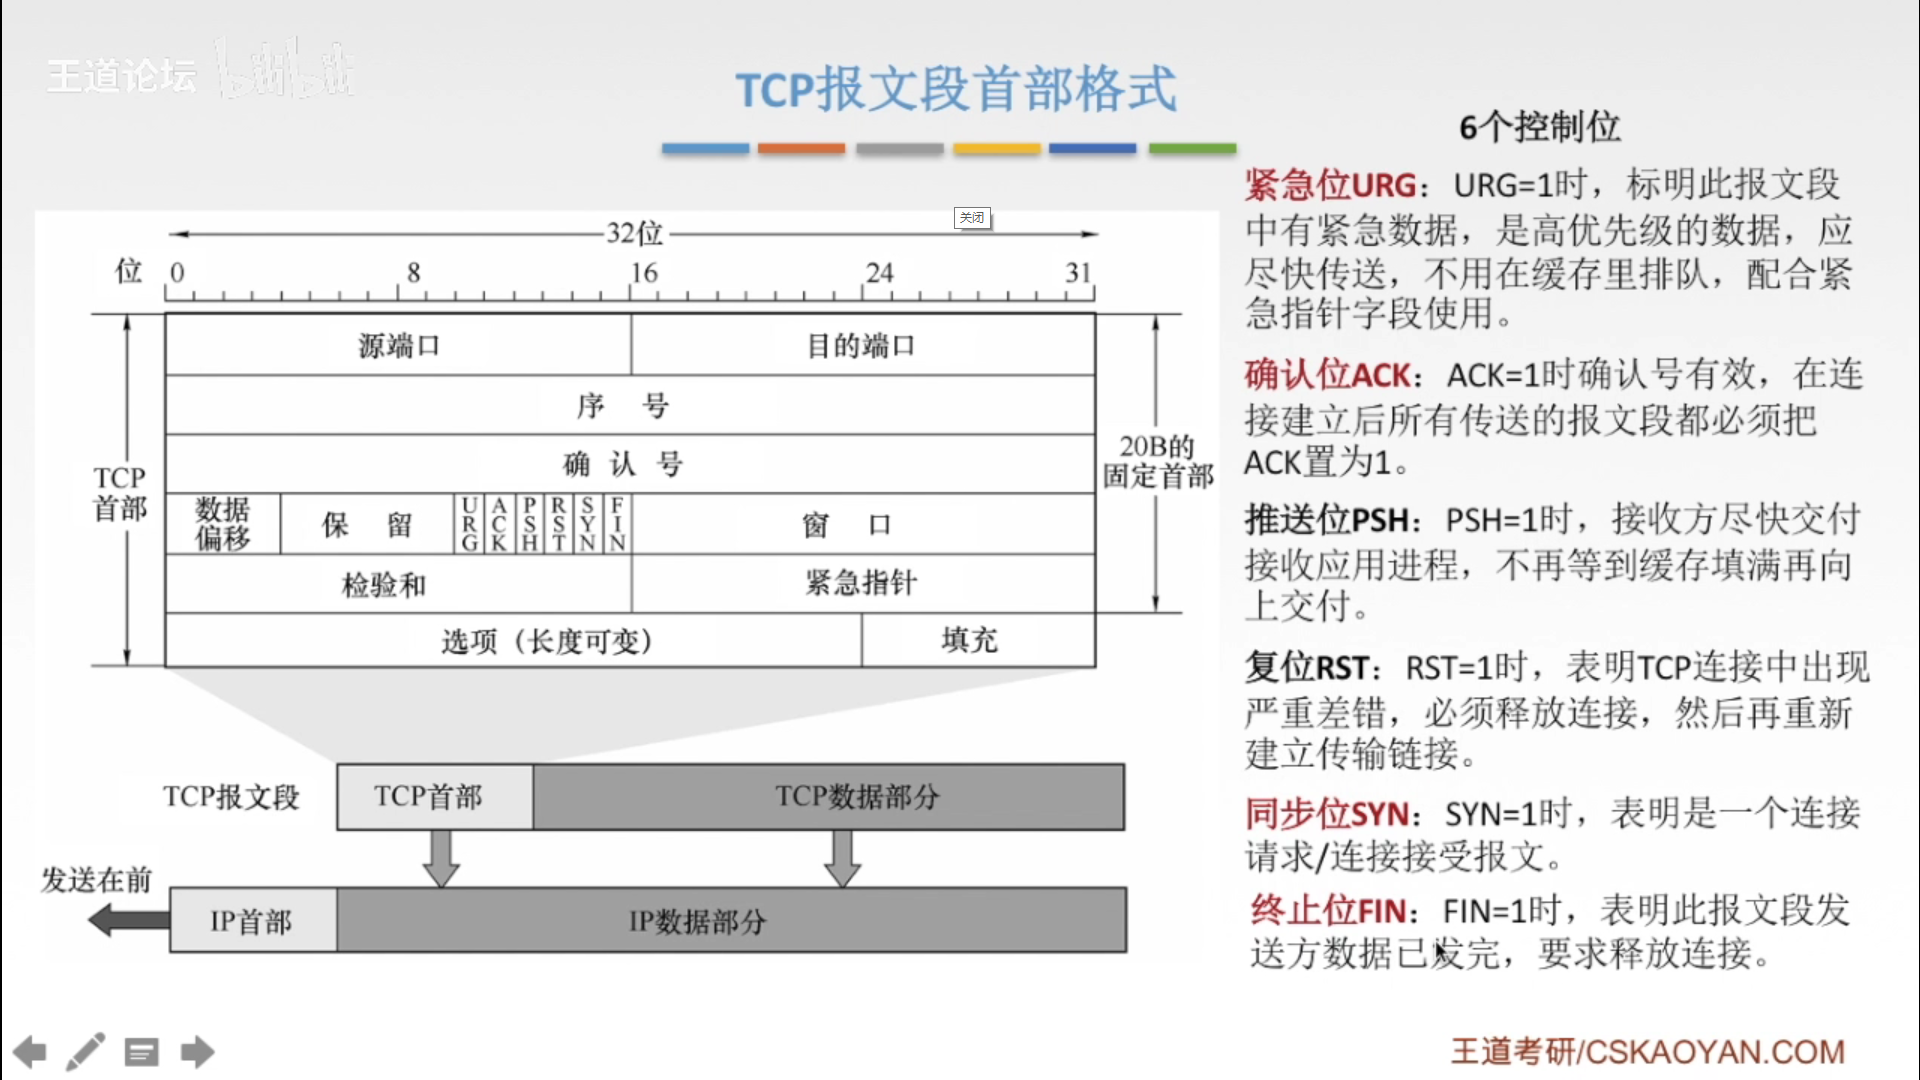 王道论坛 bilibili
TCP报文段首部格式
关闭
32位
位 0 8 16 24 31
源端口 目的端口
序 号
确 认 号
数据偏移 保 留 URG ACK PSH RST SYN FIN 窗 口
检验和 紧急指针
选项（长度可变） 填充
TCP
首部
20B的
固定首部
TCP报文段 TCP首部 TCP数据部分
发送在前
IP首部 IP数据部分
6个控制位
紧急位URG：URG=1时，标明此报文段
中有紧急数据，是高优先级的数据，应
尽快传送，不用在缓存里排队，配合紧
急指针字段使用。
确认位ACK：ACK=1时确认号有效，在连
接建立后所有传送的报文段都必须把
ACK置为1。
推送位PSH：PSH=1时，接收方尽快交付
接收应用进程，不再等到缓存填满再向
上交付。
复位RST：RST=1时，表明TCP连接中出现
严重差错，必须释放连接，然后再重新
建立传输链接。
同步位SYN：SYN=1时，表明是一个连接
请求/连接接受报文。
终止位FIN：FIN=1时，表明此报文段发
送方数据已发完，要求释放连接。
王道考研/CSKAOYAN.COM